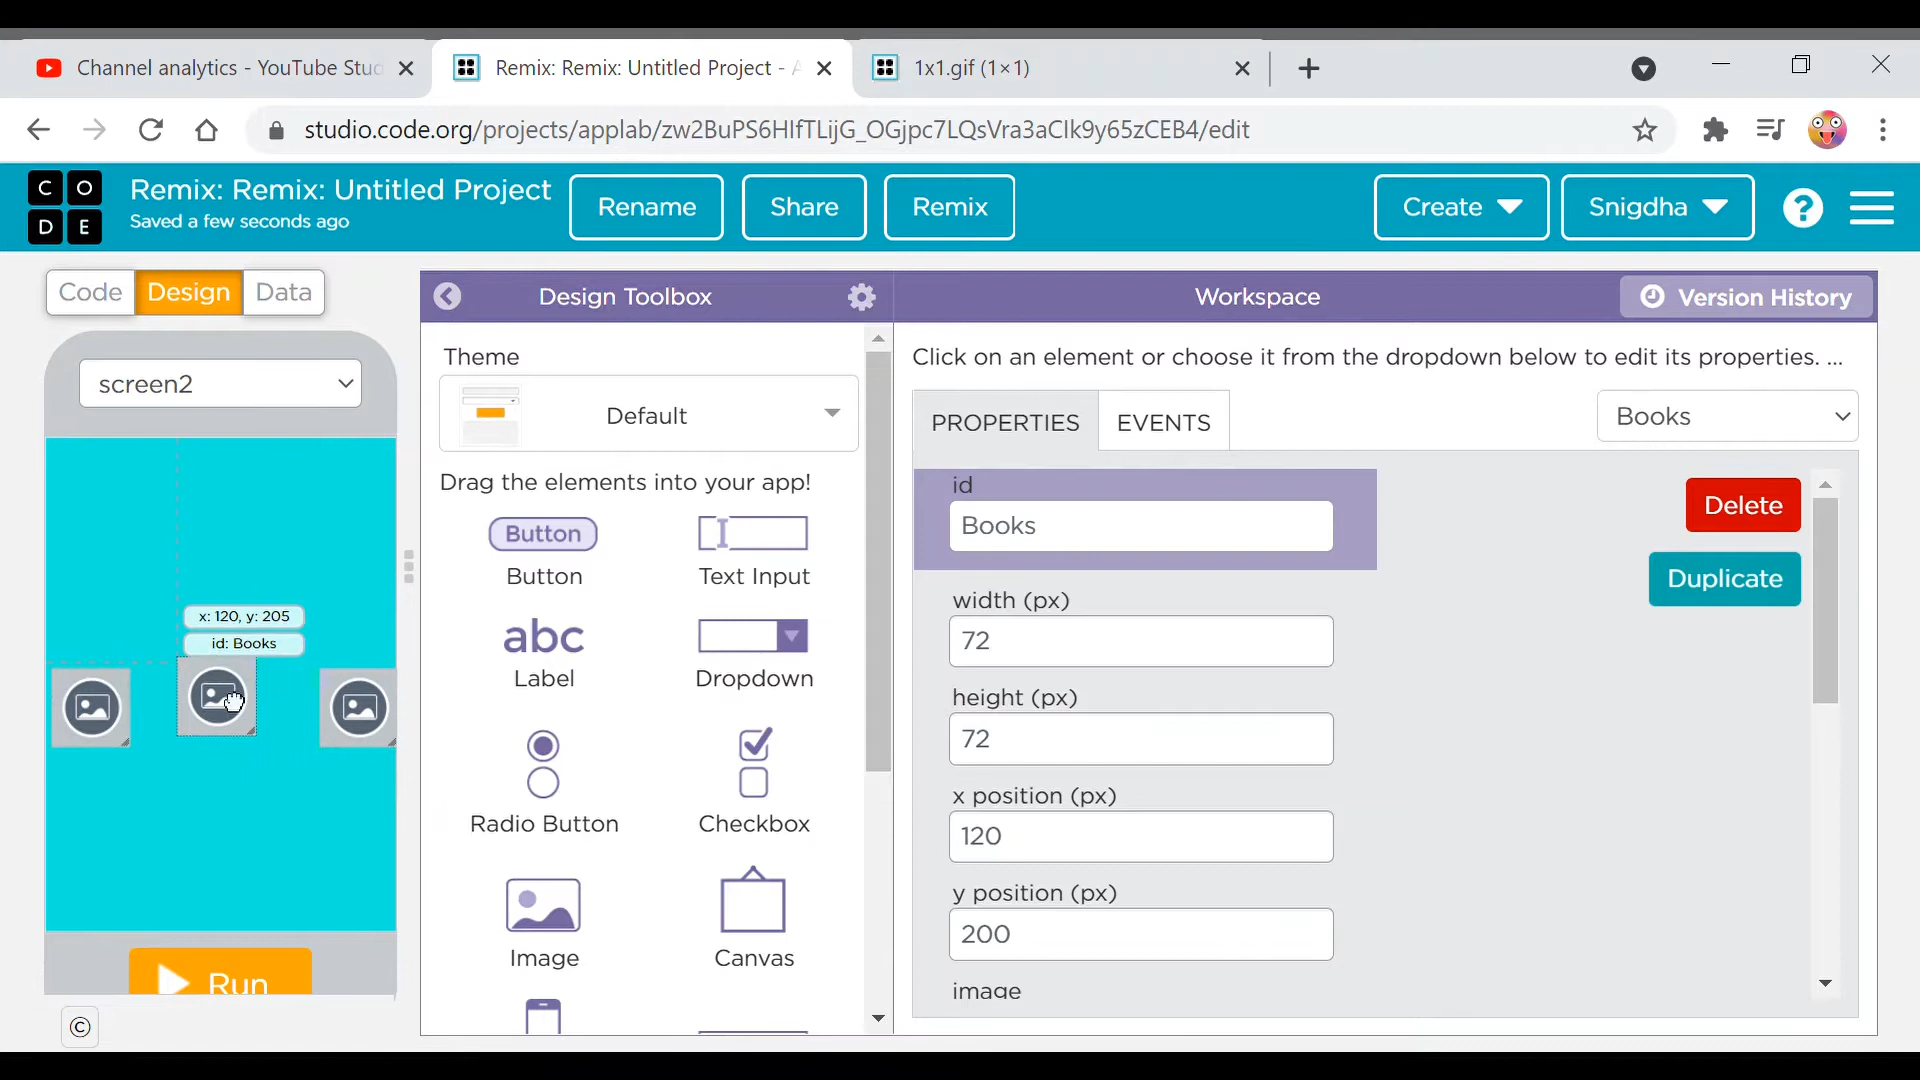 Channel analytics - YouTube Stud
Remix: Remix: Untitled Project - A
1x1.gif (1×1)
studio.code.org/projects/applab/zw2BuPS6HIfTLijG_OGjpc7LQsVra3aCIk9y65zCEB4/edit
C O
D E
Remix: Remix: Untitled Project
Saved a few seconds ago
Rename
Share
Remix
Create
Snigdha
?
Code
Design
Data
Design Toolbox
Workspace
Version History
screen2
Theme
Default
Drag the elements into your app!
Button
Button
Text Input
abc
Label
Dropdown
Radio Button
Checkbox
Image
Canvas
x: 120, y: 205
id: Books
Run
©
Click on an element or choose it from the dropdown below to edit its properties. ...
PROPERTIES
EVENTS
Books
id
Books
Delete
Duplicate
width (px)
72
height (px)
72
x position (px)
120
y position (px)
200
image